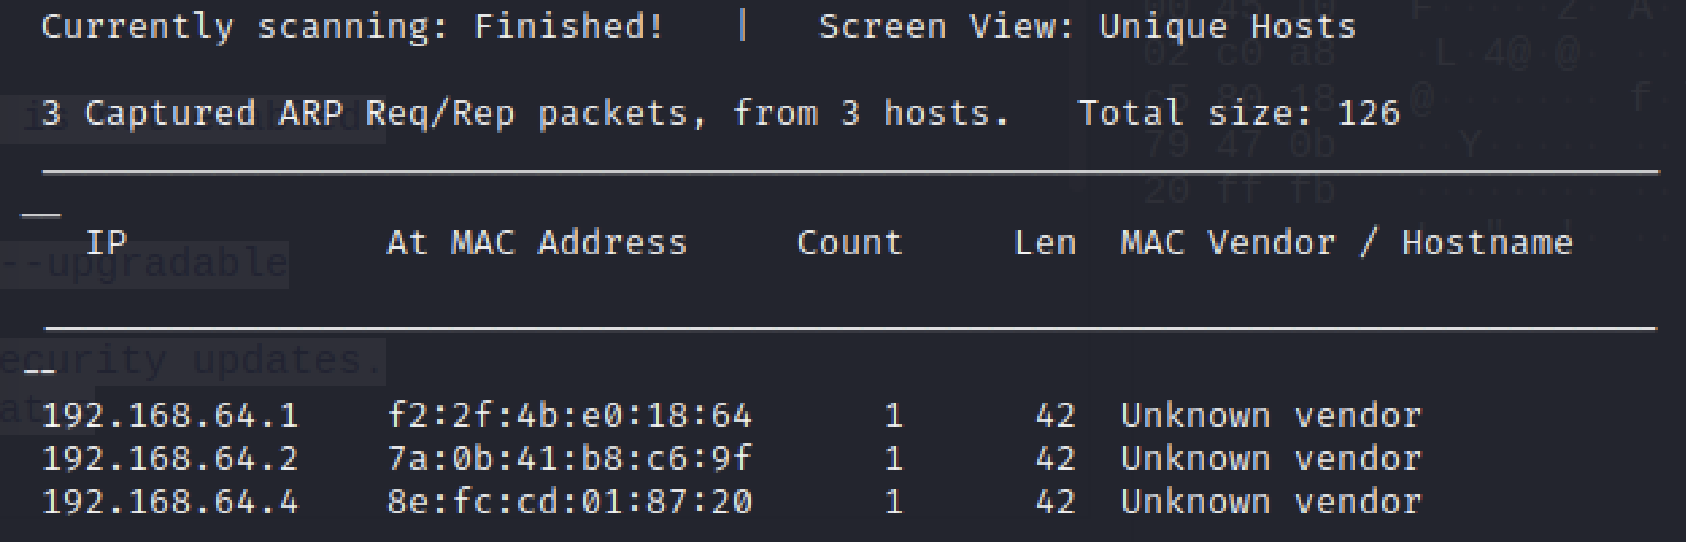 Currently scanning: Finished!   |   Screen View: Unique Hosts
3 Captured ARP Req/Rep packets, from 3 hosts.   Total size: 126
IP            At MAC Address     Count     Len  MAC Vendor / Hostname
--upgradable
ecurity updates.
192.168.64.1    f2:2f:4b:e0:18:64      1      42  Unknown vendor
192.168.64.2    7a:0b:41:b8:c6:9f      1      42  Unknown vendor
192.168.64.4    8e:fc:cd:01:87:20      1      42  Unknown vendor